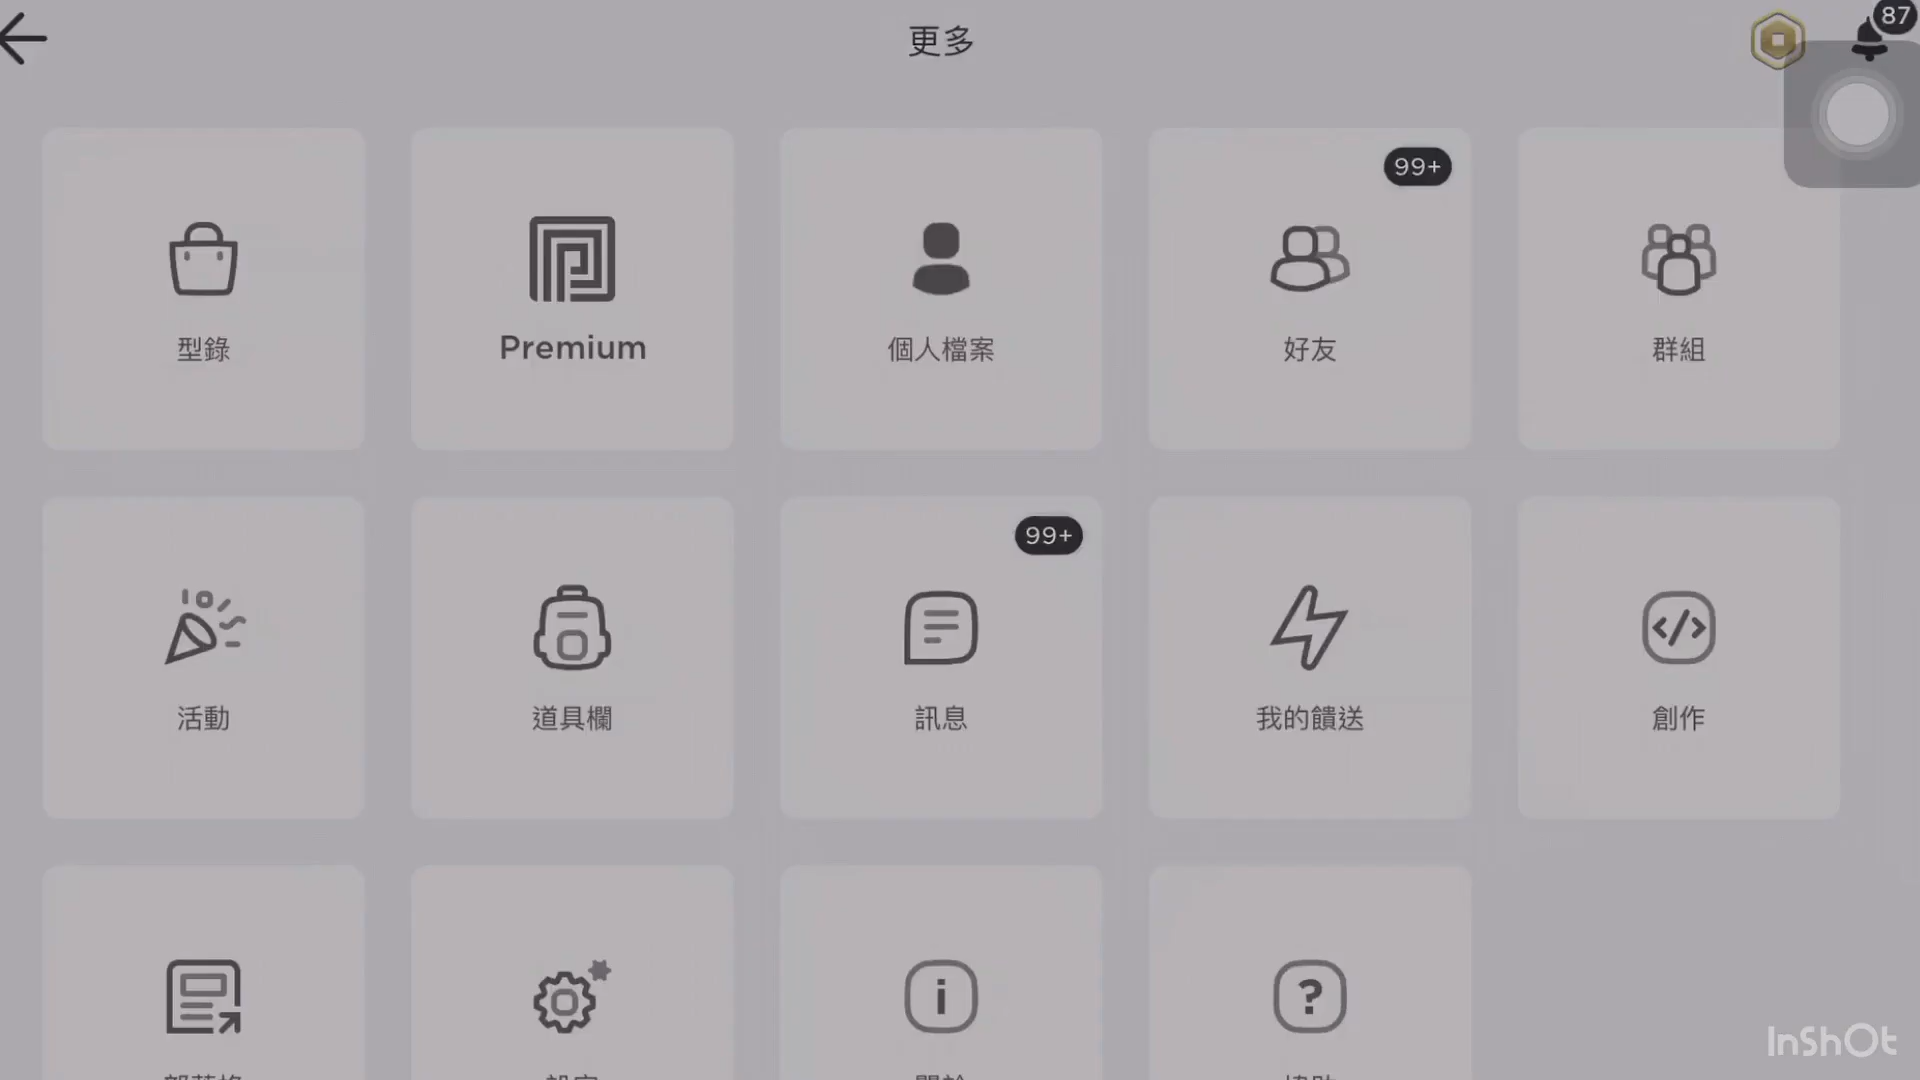 更多
87
99+
型錄
Premium
個人檔案
好友
群組
99+
活動
道具欄
訊息
我的饋送
創作
InShOt